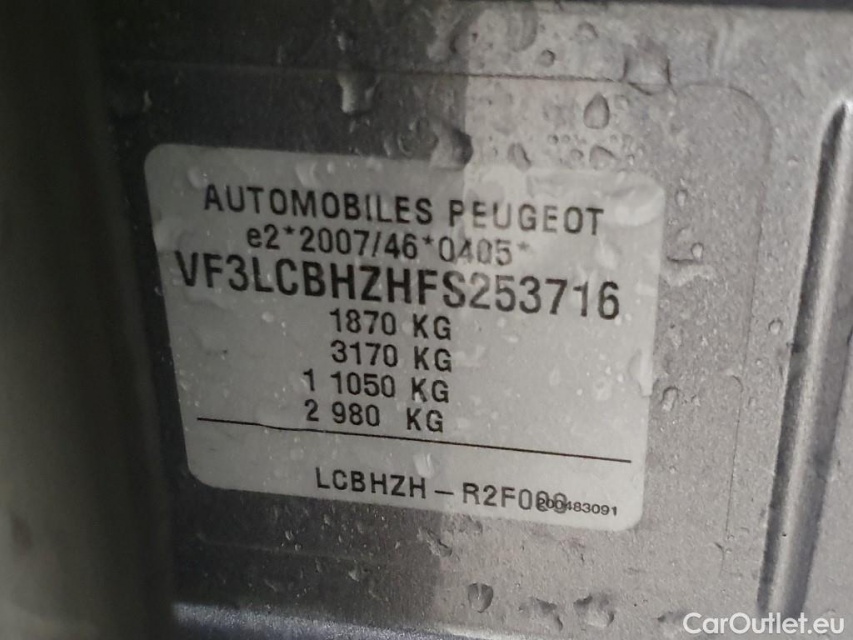 AUTOMOBILES PEUGEOT
e2*2007/46*0405*
VF3LCBHZHFS253716
1870 KG
3170 KG
1 1050 KG
2 980 KG
LCBHZH - 
CarOutlet.eu